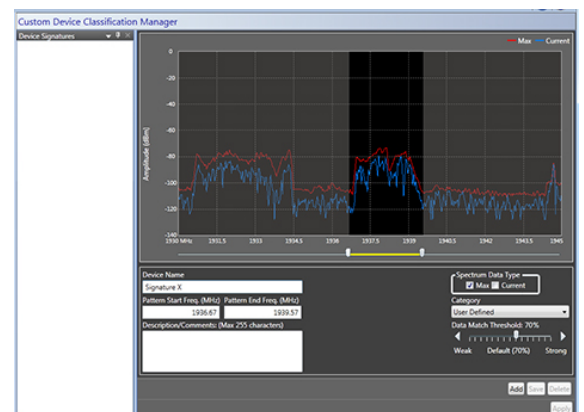 Custom Device Classification Manager
Device Signatures
Max Current
0
-20
-40
-60
-80
-100
-120
-140
Amplitude (dBm)
1930 MHz 1931.5 1933 1934.5 1936 1937.5 1939 1940.5 1942 1943.5 1945
Device Name
Signature X
Pattern Start Freq. (MHz) Pattern End Freq. (MHz)
1936.67 1939.57
Description/Comments: (Max 255 characters)
Spectrum Data Type
Max Current
Category
User Defined
Data Match Threshold: 70%
Weak Default (70%) Strong
Add Save Delete
Apply